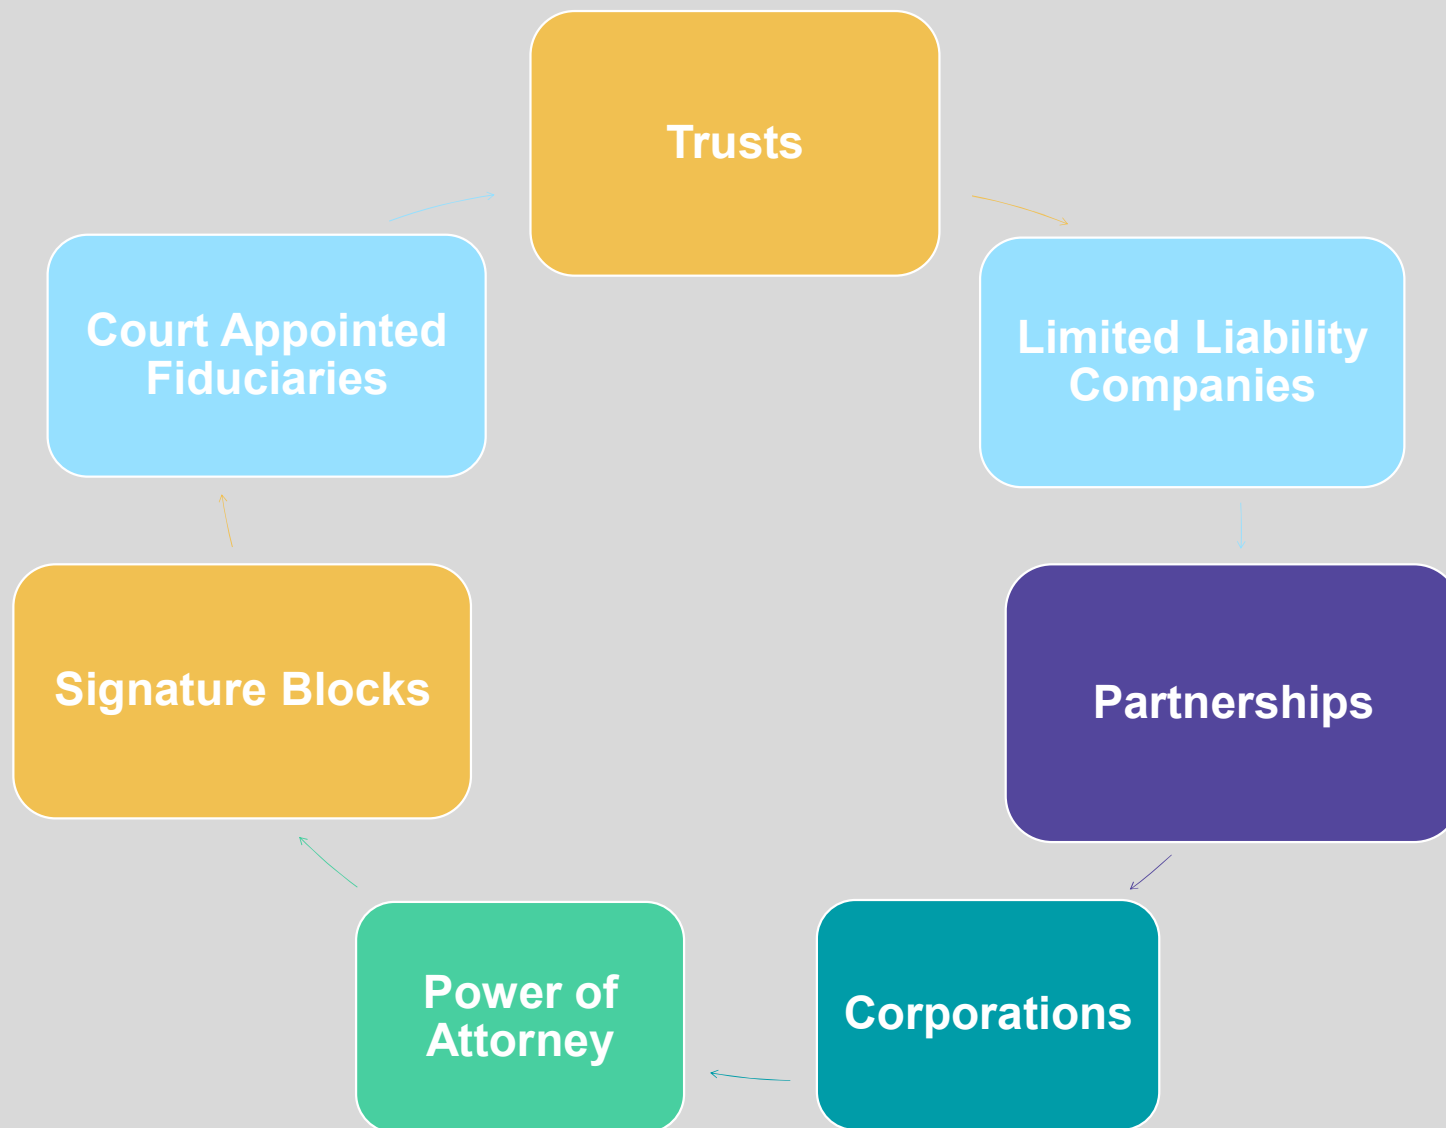 Trusts
Limited Liability
Companies
Partnerships
Corporations
Power of
Attorney
Signature Blocks
Court Appointed
Fiduciaries